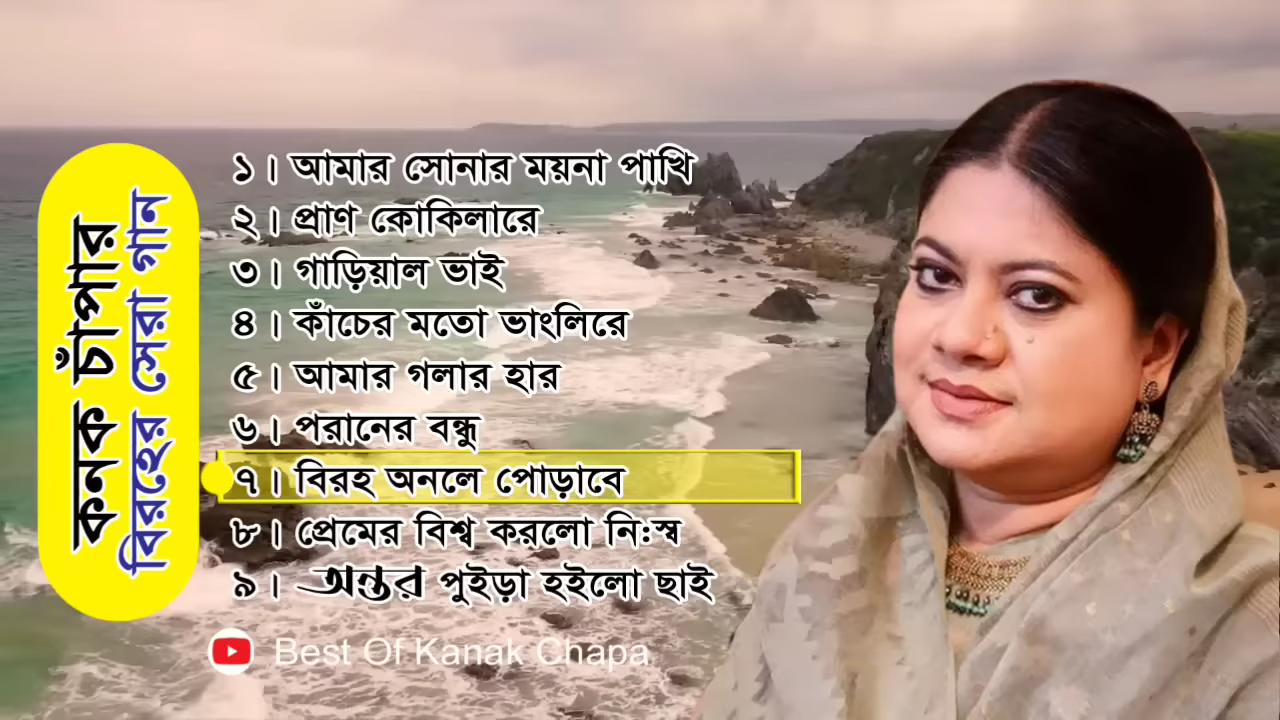 কনক চাঁপার
বিরহের সেরা গান
১। আমার সোনার ময়না পাখি
২। প্রাণ কোকিলারে
৩। গাড়িয়াল ভাই
৪। কাঁচের মতো ভাংলিরে
৫। আমার গলার হার
৬। পরানের বন্ধু
৭। বিরহ অনলে পোড়াবে
৮। প্রেমের বিশ্ব করলো নি:স্ব
৯। অন্তর পুইড়া হইলো ছাই
Best Of Kanak Chapa